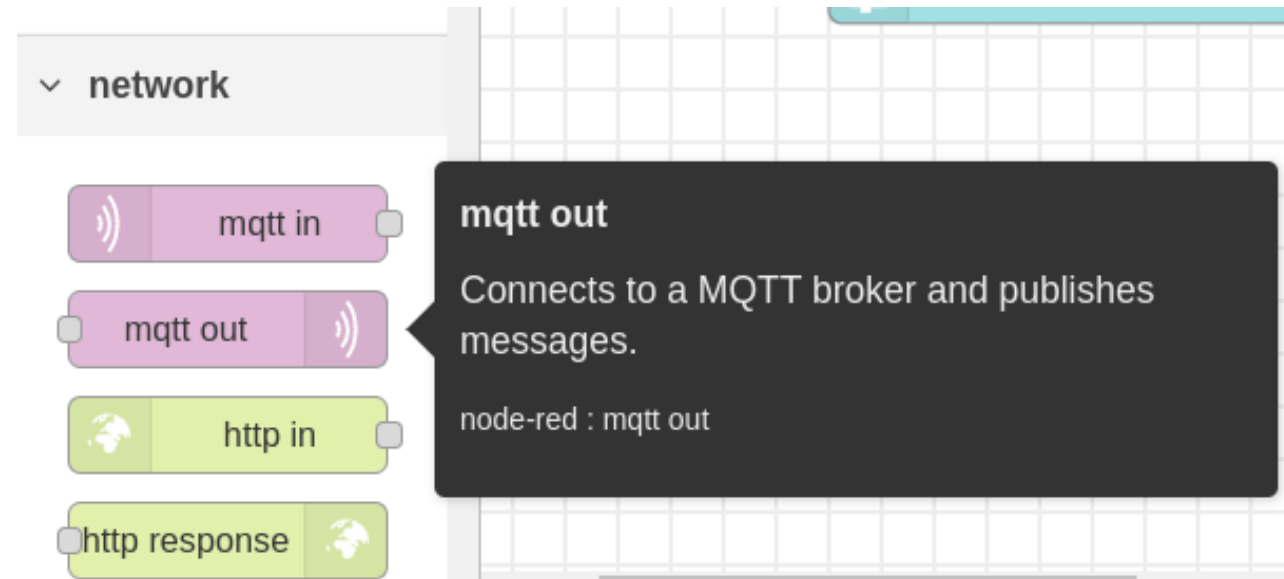 network
mqtt in
mqtt out
http in
http response
mqtt out
Connects to a MQTT broker and publishes
messages.
node-red : mqtt out